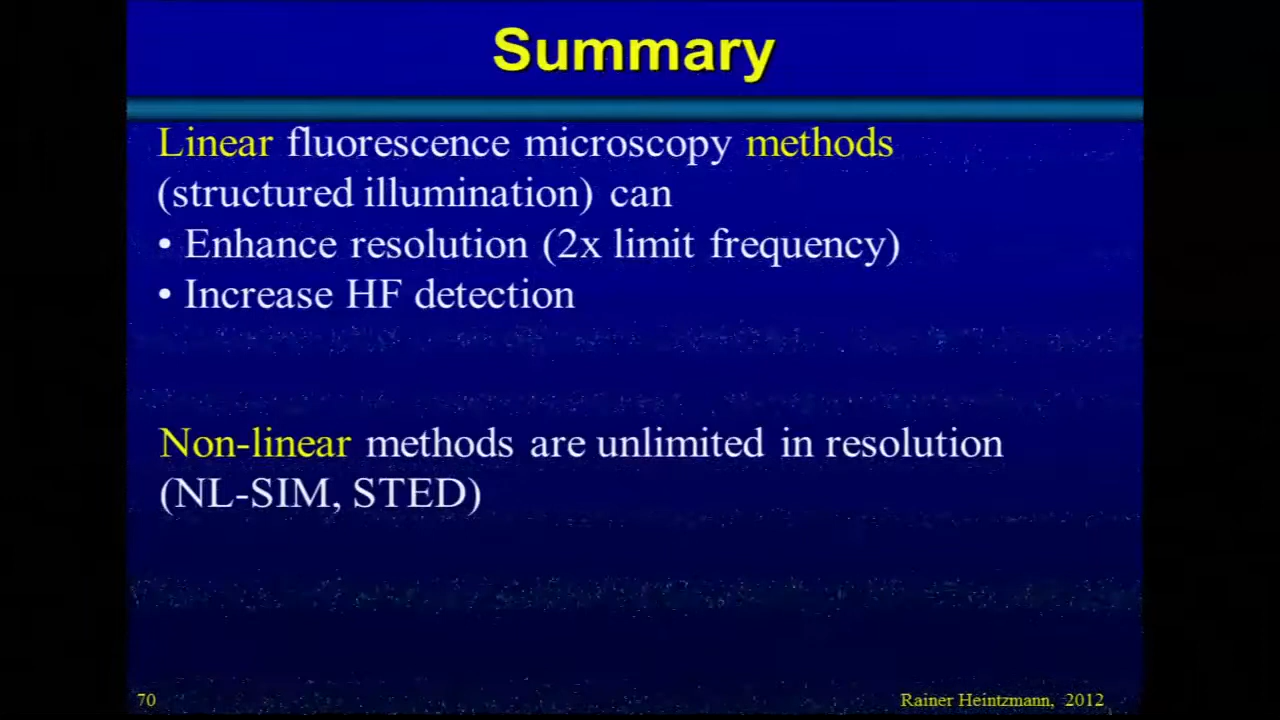 Summary
Linear fluorescence microscopy methods
(structured illumination) can
• Enhance resolution (2x limit frequency)
• Increase HF detection
Non-linear methods are unlimited in resolution
(NL-SIM, STED)
70
Rainer Heintzmann, 2012